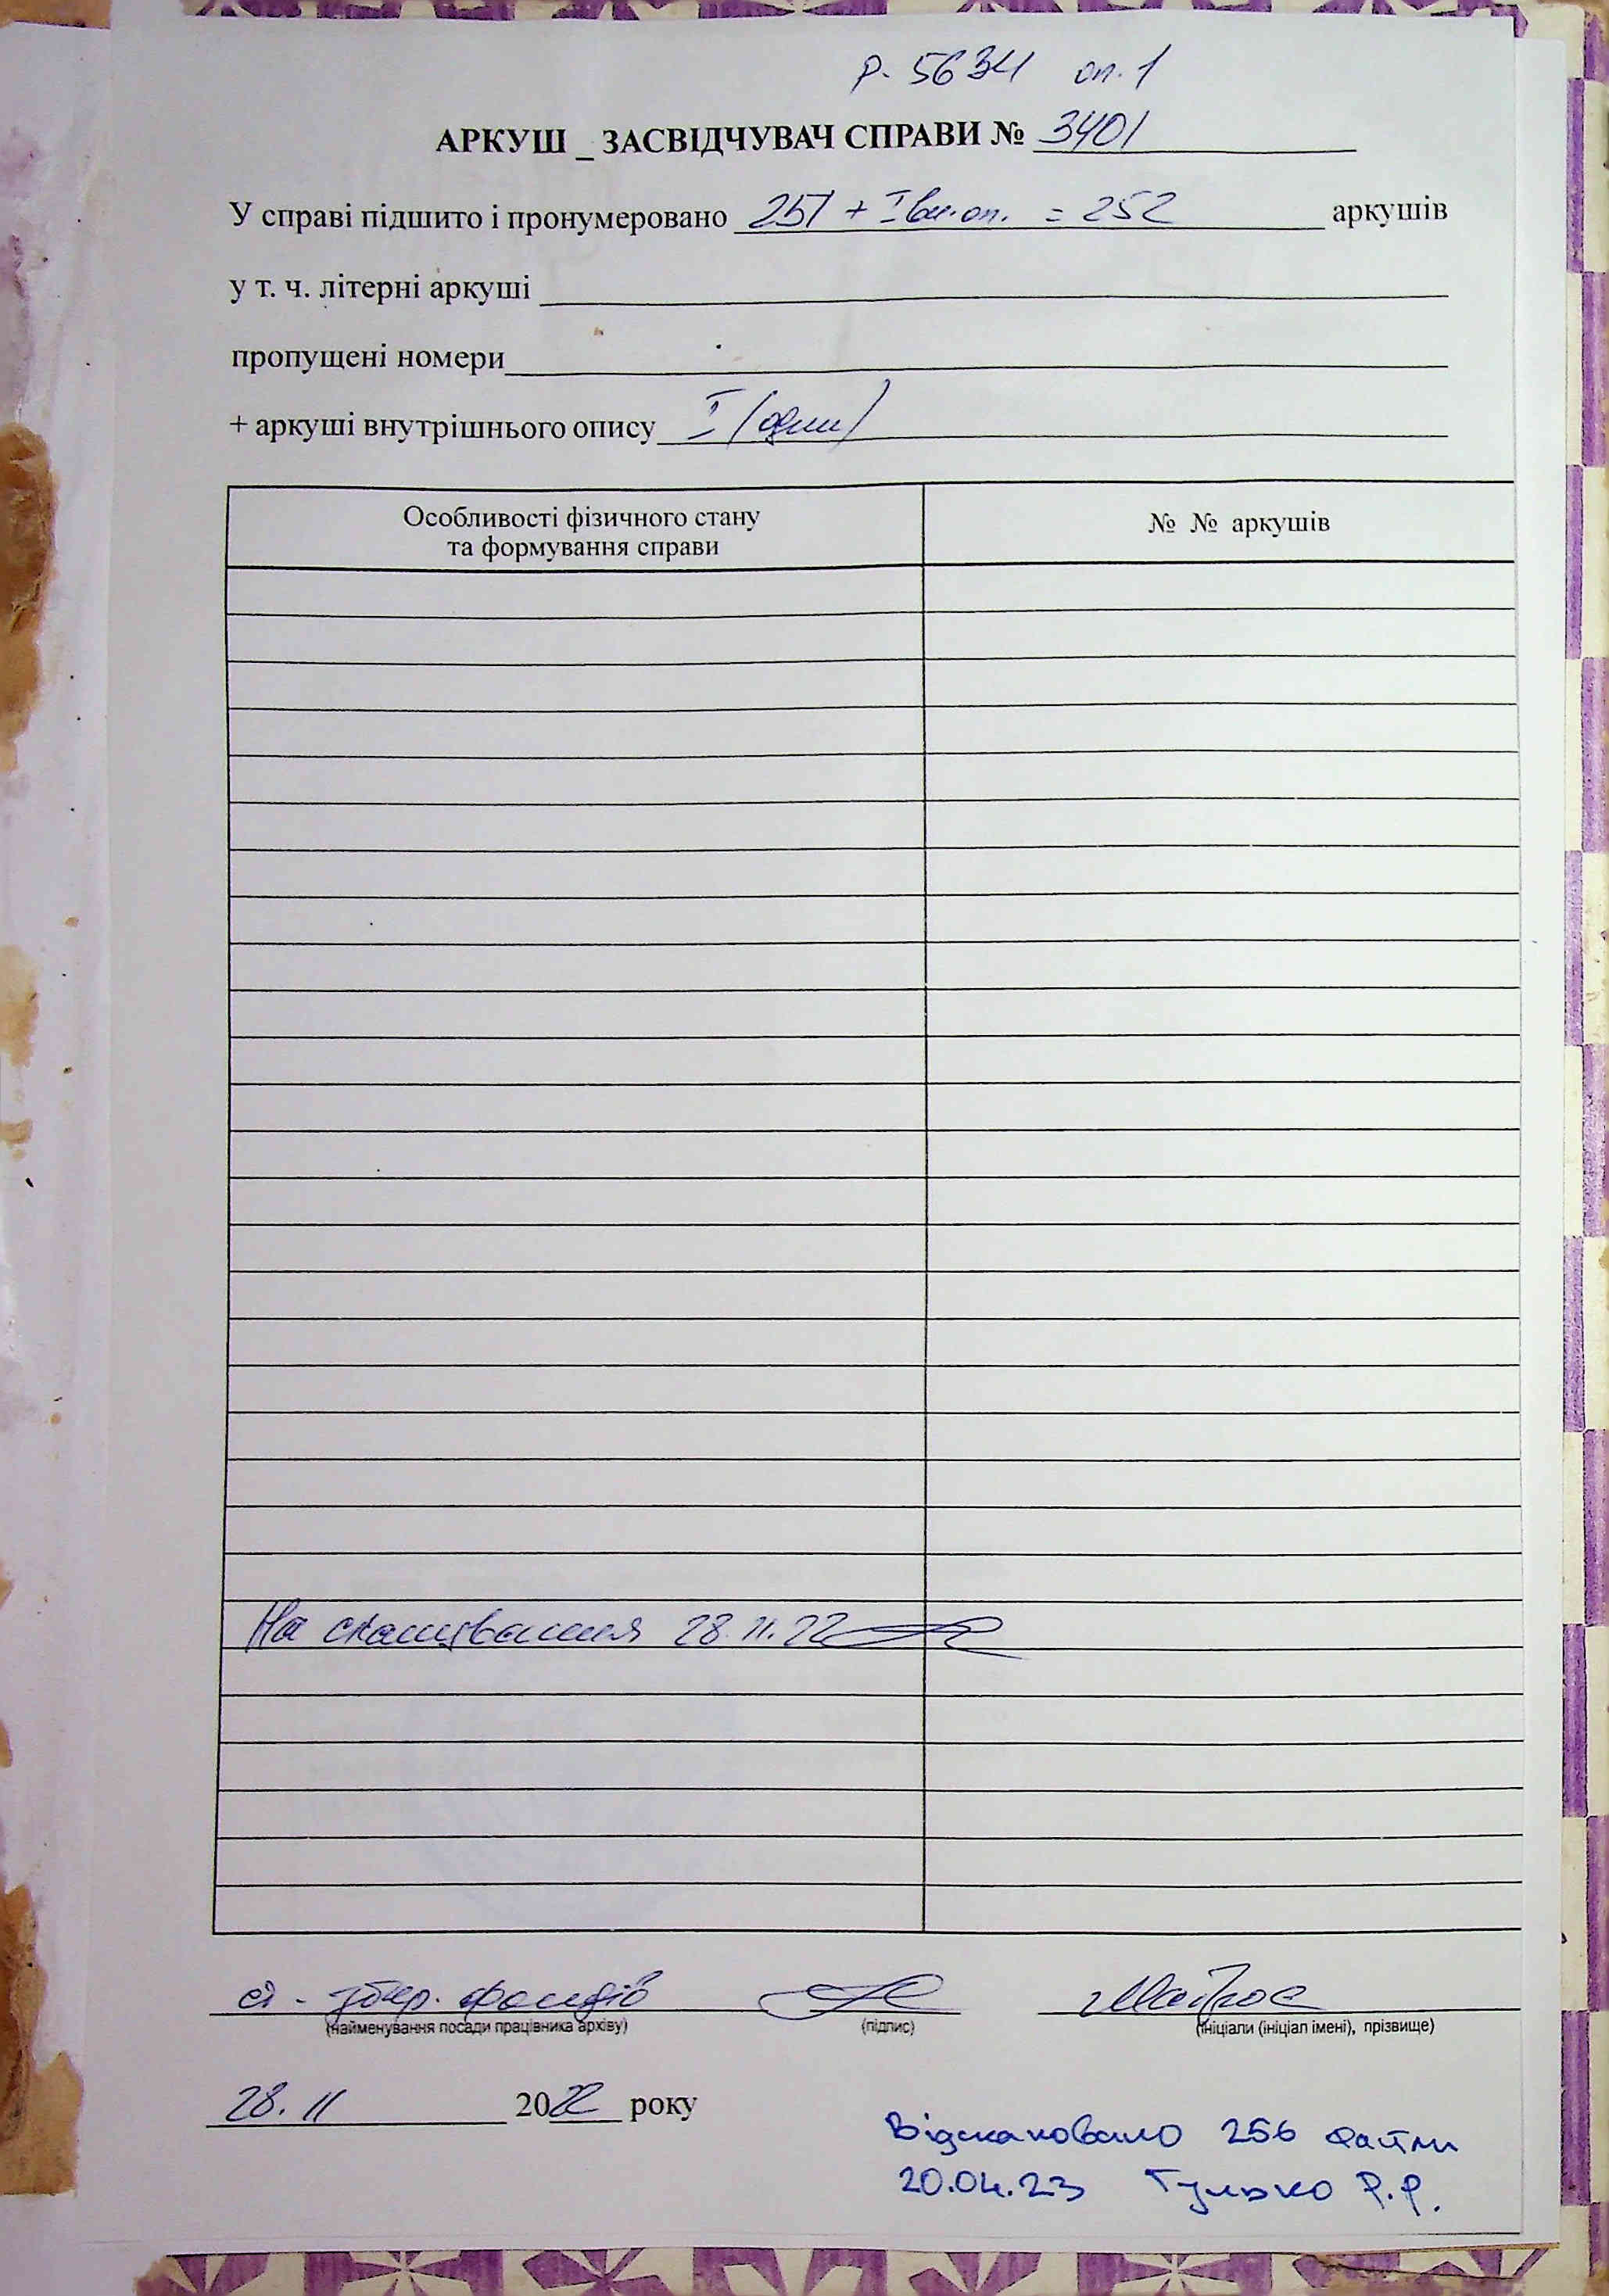 Р. 5634 оп. 1
АРКУШ _ ЗАСВІДЧУВАЧ СПРАВИ № 3401
У справі підшито і пронумеровано 251 + I вн. оп. = 252 аркушів
у т. ч. літерні аркуші
пропущені номери
+ аркуші внутрішнього опису I (один)
Особливості фізичного стану
та формування справи
№ № аркушів
На сканування 28.11.22
збер. фондів
(найменування посади працівника архіву) (підпис) (ініціали (ініціал імені), прізвище)
28.11 2022 року
Відскановано 256 файли
20.04.23 Гулько Р.Р.